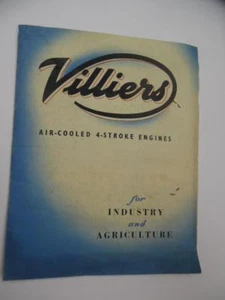 Villiers
AIR-COOLED 4-STROKE ENGINES
for
INDUSTRY
and
AGRICULTURE